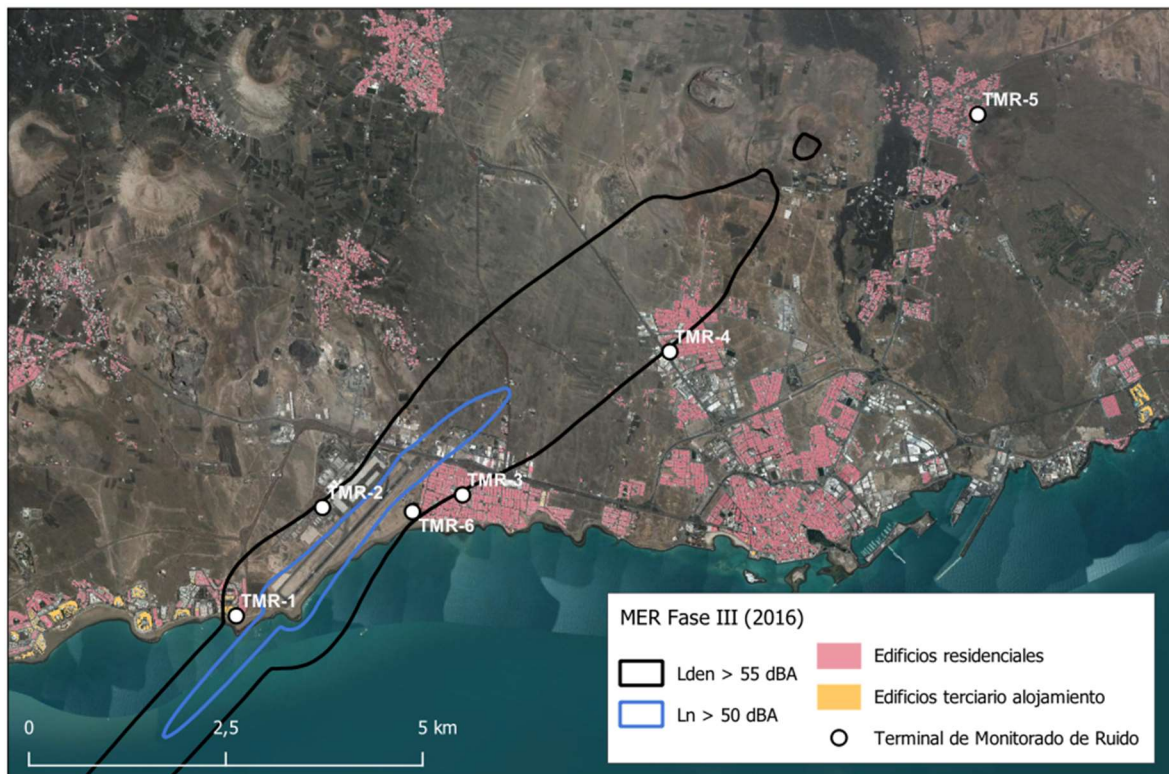 TMR-5
TMR-4
TMR-3
TMR-2
TMR-6
TMR-1
MER Fase III (2016)
Lden > 55 dBA
Ln > 50 dBA
Edificios residenciales
Edificios terciario alojamiento
Terminal de Monitorado de Ruido
0 2,5 5 km